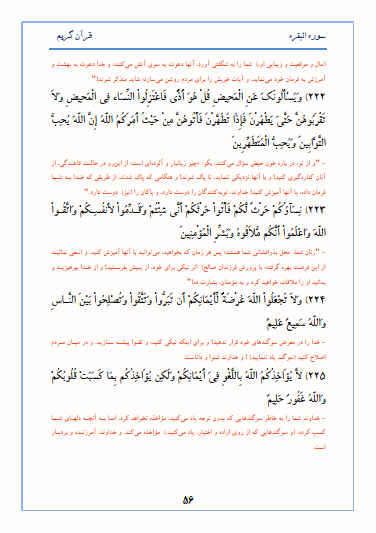 سوره البقره
قرآن کریم
(مال و موقعیت و زیبایی او،) شما را به شگفتی آورد. آنها دعوت به سوی آتش می‌کنند؛ و خدا دعوت به بهشت و
آمرزش به فرمان خود می‌نماید، و آیات خویش را برای مردم روشن می‌سازد؛ شاید متذکر شوند!"
(۲۲۲) وَيَسْأَلُونَكَ عَنِ الْمَحِيضِ قُلْ هُوَ أَذًى فَاعْتَزِلُواْ النِّسَاء فِي الْمَحِيضِ وَلاَ
تَقْرَبُوهُنَّ حَتَّىَ يَطْهُرْنَ فَإِذَا تَطَهَّرْنَ فَأْتُوهُنَّ مِنْ حَيْثُ أَمَرَكُمُ اللّهُ إِنَّ اللّهَ يُحِبُّ
التَّوَّابِينَ وَيُحِبُّ الْمُتَطَهِّرِينَ
- "و از تو، در باره خون حیض سؤال می‌کنند، بگو: «چیز زیانبار و آلوده‌ای است؛ از این‌رو در حالت قاعدگی، از
آنان کناره‌گیری کنید! و با آنها نزدیکی ننمایید، تا پاک شوند! و هنگامی که پاک شدند، از طریقی که خدا به شما
فرمان داده، با آنها آمیزش کنید! خداوند، توبه‌کنندگان را دوست دارد، و پاکان را (نیز) دوست دارد."
(۲۲۳) نِسَآؤُكُمْ حَرْثٌ لَّكُمْ فَأْتُواْ حَرْثَكُمْ أَنَّى شِئْتُمْ وَقَدِّمُواْ لأَنفُسِكُمْ وَاتَّقُواْ
اللّهَ وَاعْلَمُواْ أَنَّكُم مُّلاَقُوهُ وَبَشِّرِ الْمُؤْمِنِينَ
- "زنان شما، محل بذرافشانی شما هستند؛ پس هر زمان که بخواهید، می‌توانید با آنها آمیزش کنید. و (سعی نمائید
از این فرصت بهره گرفته، با پرورش فرزندان صالح) اثر نیکی برای خود، از پیش بفرستید! و از خدا بپرهیزید و
بدانید او را ملاقات خواهید کرد و به مؤمنان، بشارت ده!"
(۲۲۴) وَلاَ تَجْعَلُواْ اللّهَ عُرْضَةً لِّأَيْمَانِكُمْ أَن تَبَرُّواْ وَتَتَّقُواْ وَتُصْلِحُواْ بَيْنَ النَّاسِ
وَاللّهُ سَمِيعٌ عَلِيمٌ
- خدا را در معرض سوگندهای خود قرار ندهید! و برای اینکه نیکی کنید، و تقوا پیشه سازید، و در میان مردم
اصلاح کنید (سوگند یاد ننمایید) ! و خداوند شنوا و داناست.
(۲۲۵) لاَّ يُؤَاخِذُكُمُ اللّهُ بِاللَّغْوِ فِيَ أَيْمَانِكُمْ وَلَكِن يُؤَاخِذُكُم بِمَا كَسَبَتْ قُلُوبُكُمْ
وَاللّهُ غَفُورٌ حَلِيمٌ
- خداوند شما را به خاطر سوگندهایی که بدون توجه یاد می‌کنید، مؤاخذه نخواهد کرد، اما به آنچه دلهای شما
کسب کرده، (و سوگندهایی که از روی اراده و اختیار، یاد می‌کنید،) مؤاخذه می‌کند. و خداوند، آمرزنده و بردبار
است.
۵۶